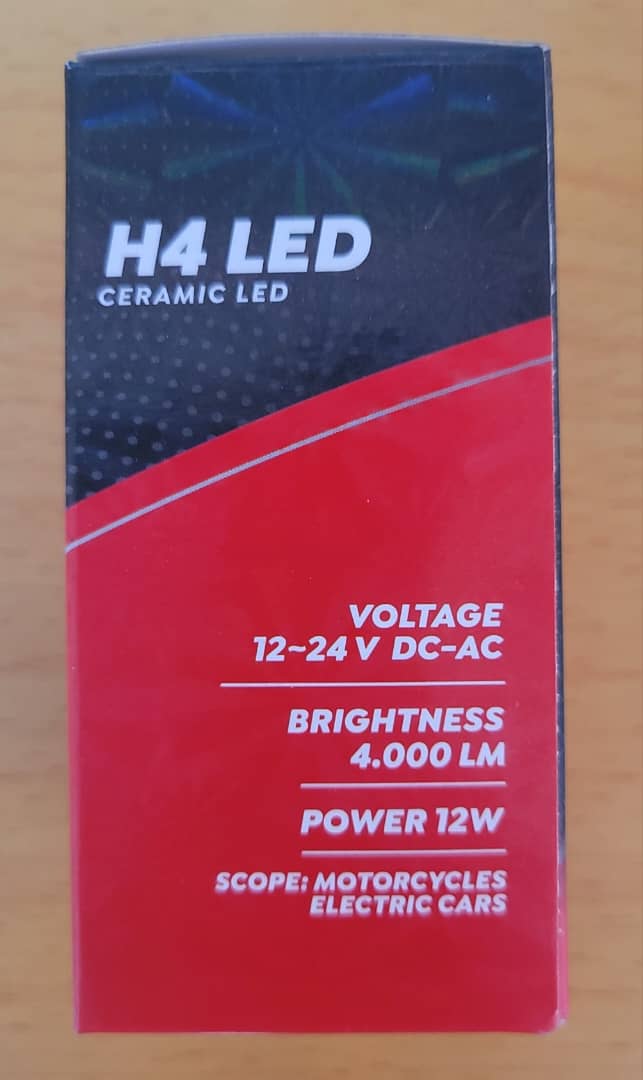 H4 LED
CERAMIC LED
VOLTAGE
12~24 V DC-AC
BRIGHTNESS
4.000 LM
POWER 12W
SCOPE: MOTORCYCLES
ELECTRIC CARS